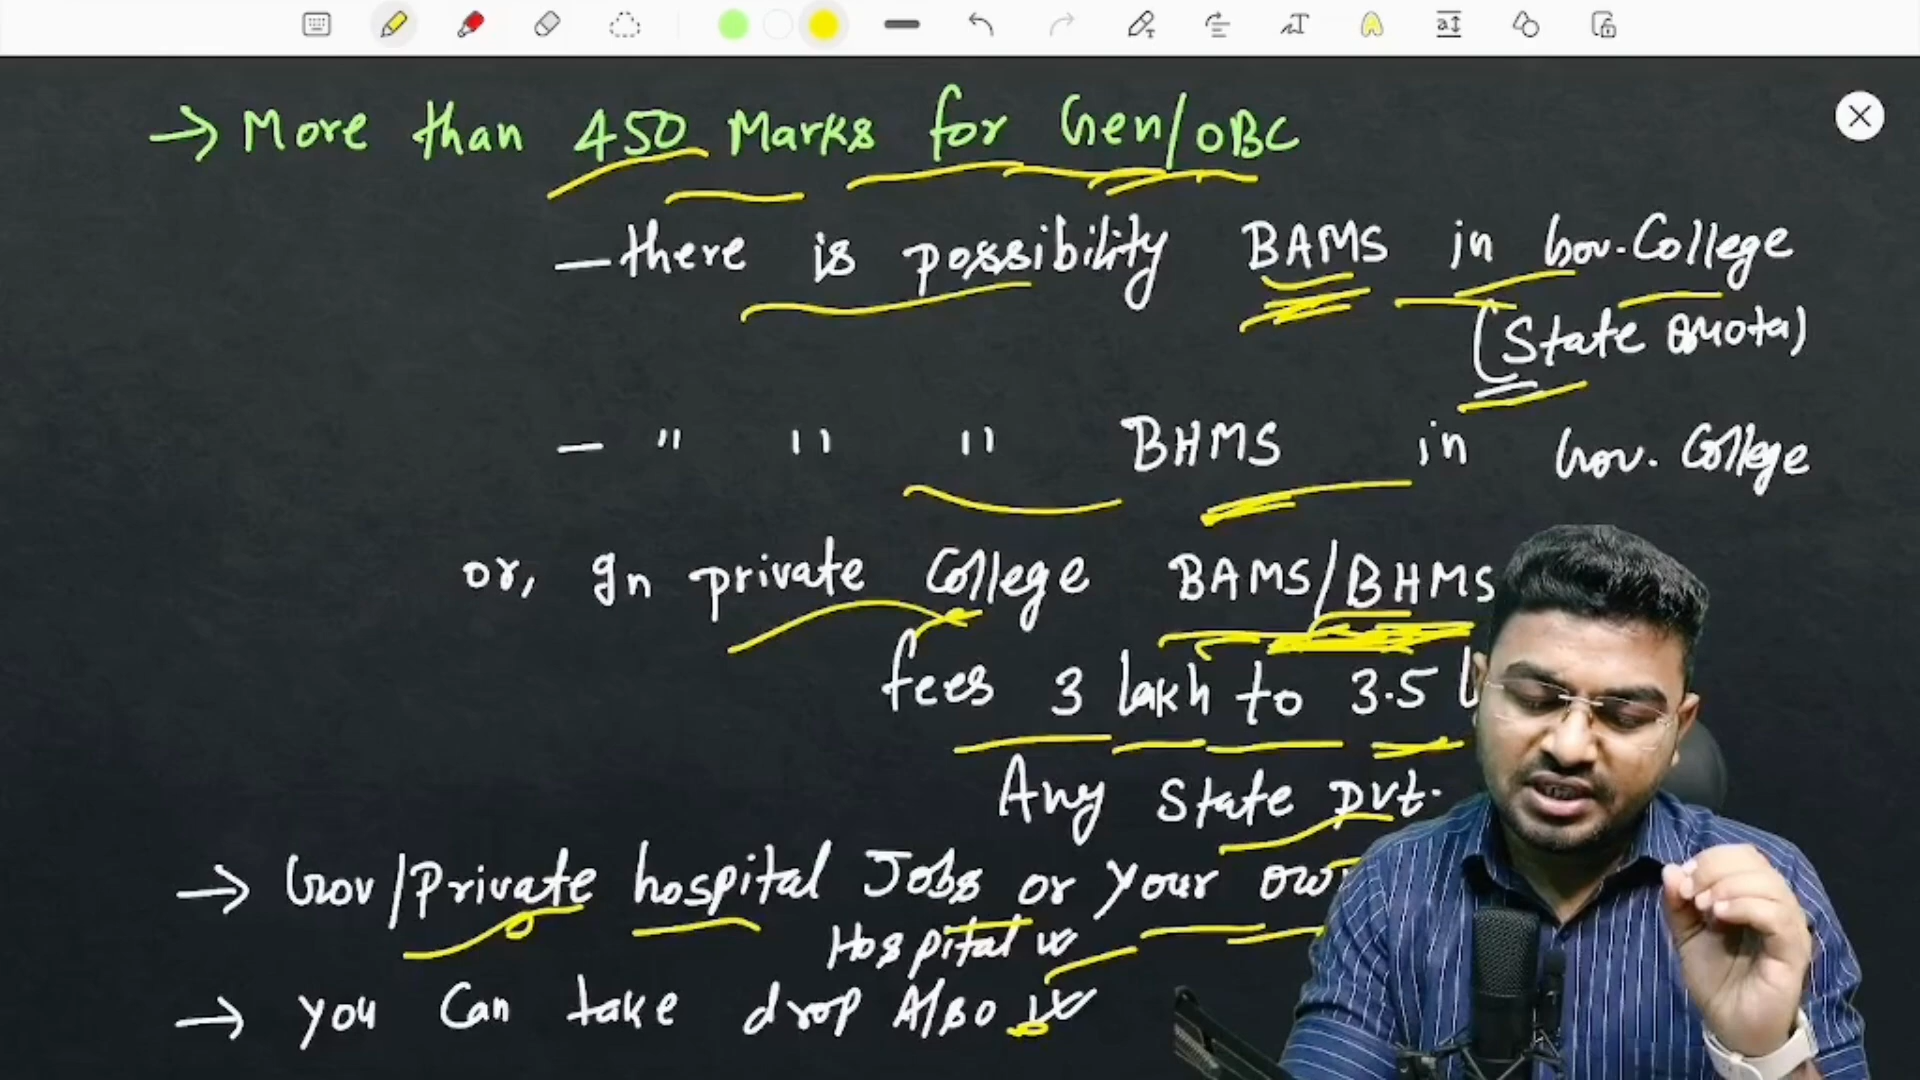 → More than 450 Marks for Gen/OBC
– there is possibility BAMS in Gov. College
(State Quota)
– " " " BHMS in Gov. College
or, In private College BAMS/BHMS
fees 3 lakh to 3.5 l
Any State pvt.
→ Gov/Private hospital Jobs or your ow
Hospital
→ you Can take drop Also